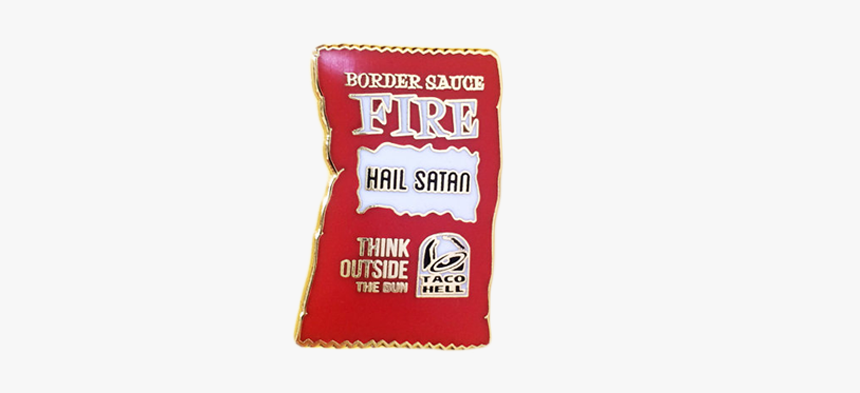 BORDER SAUCE
FIRE
HAIL SATAN
THINK
OUTSIDE
THE BUN
TACO
HELL